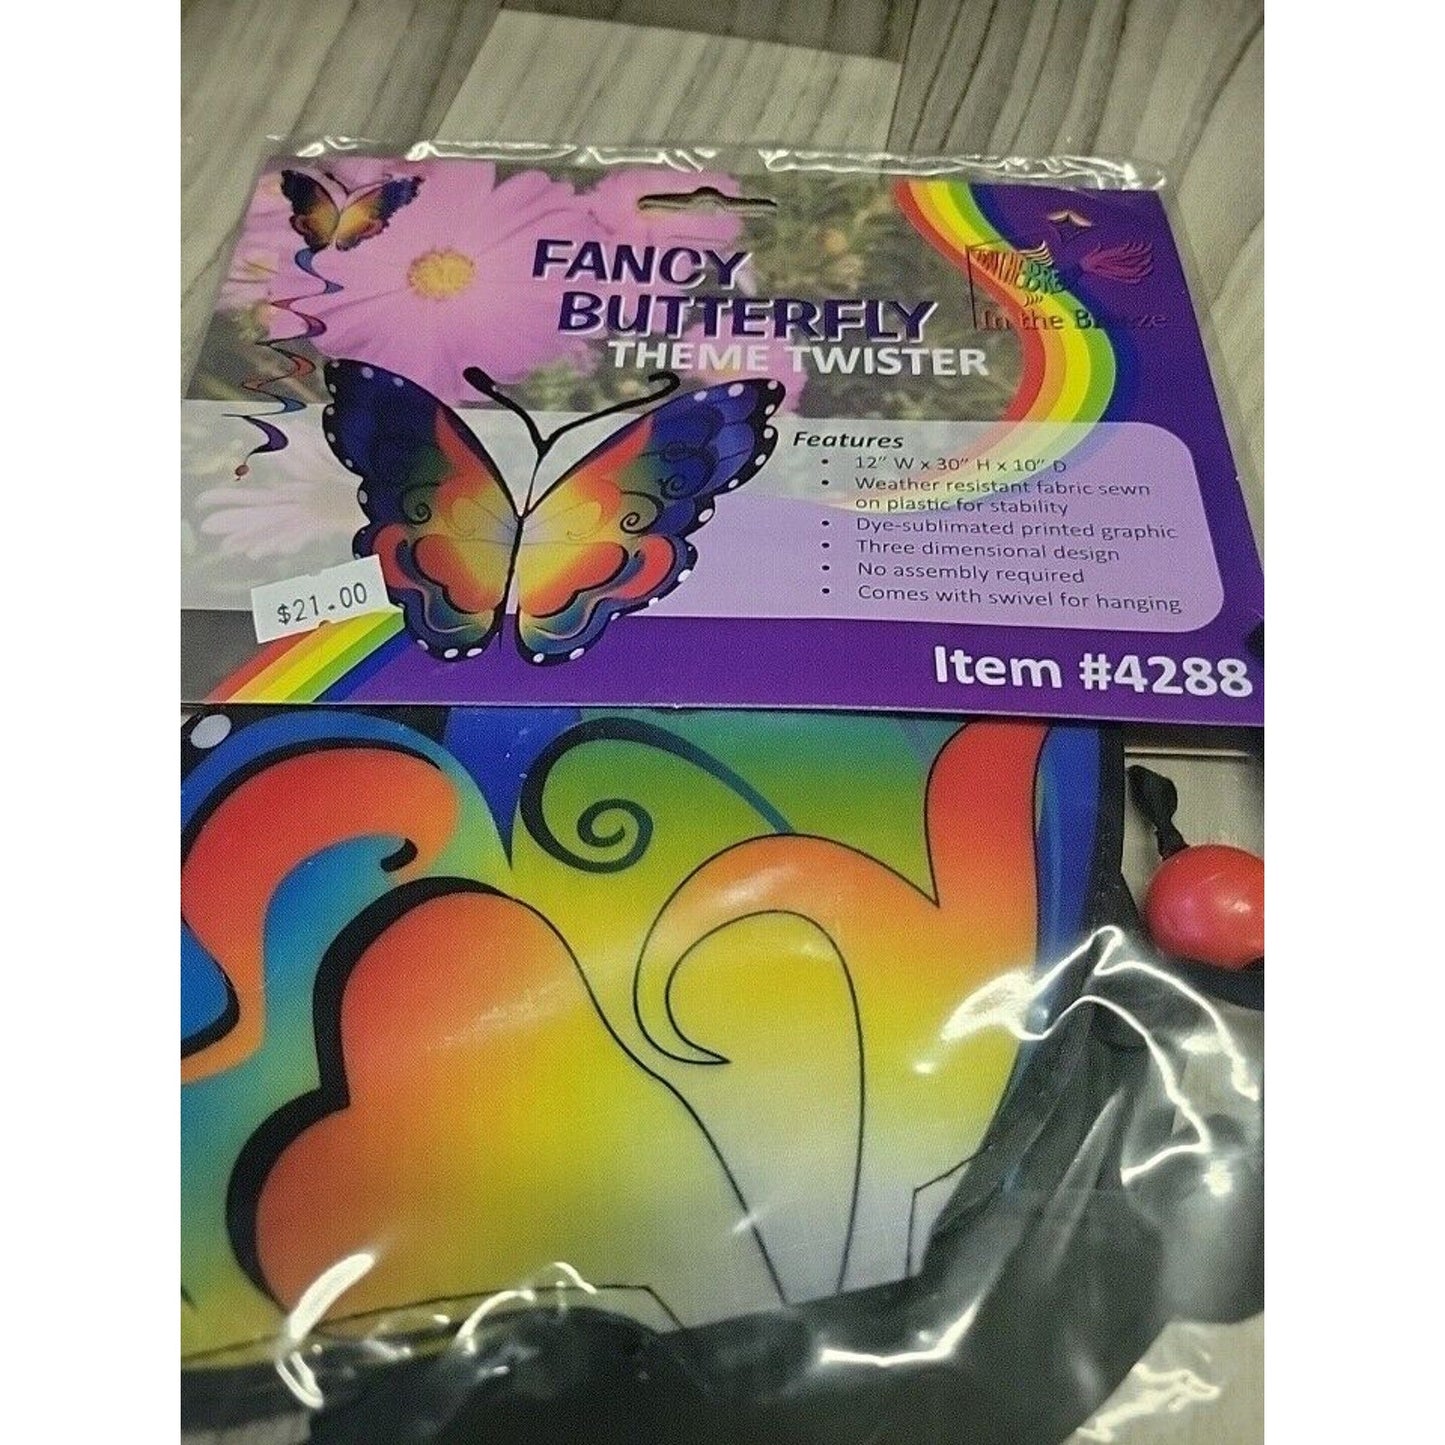 FANCY
BUTTERFLY
THEME TWISTER
In the Breeze
Features
• 12" W x 30" H x 10" D
• Weather resistant fabric sewn
on plastic for stability
• Dye-sublimated printed graphic
• Three dimensional design
• No assembly required
• Comes with swivel for hanging
$21.00
Item #4288